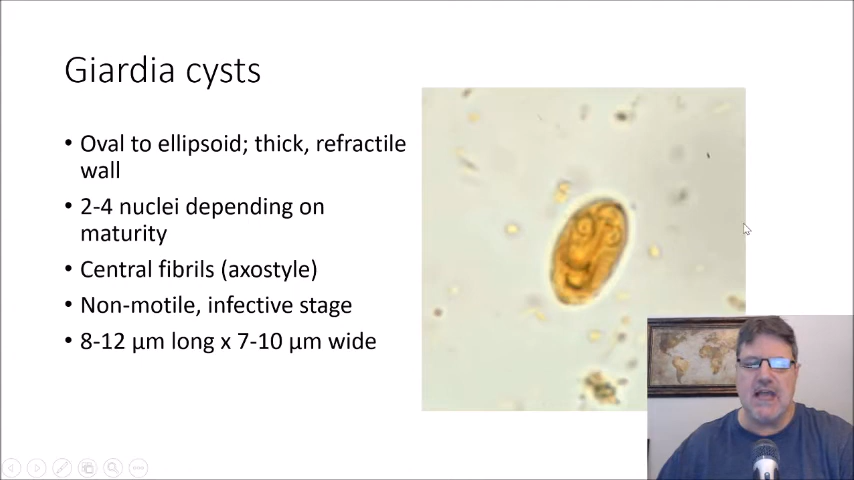 Giardia cysts
• Oval to ellipsoid; thick, refractile
wall
• 2-4 nuclei depending on
maturity
• Central fibrils (axostyle)
• Non-motile, infective stage
• 8-12 µm long x 7-10 µm wide